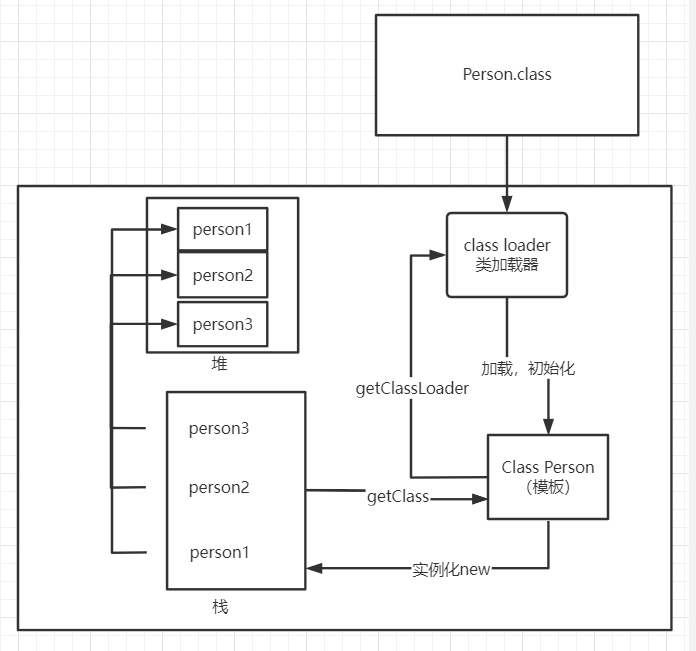 Person.class
person1
person2
person3
堆
class loader
类加载器
加载，初始化
getClassLoader
Class Person
（模板）
person3
person2
person1
getClass
实例化new
栈